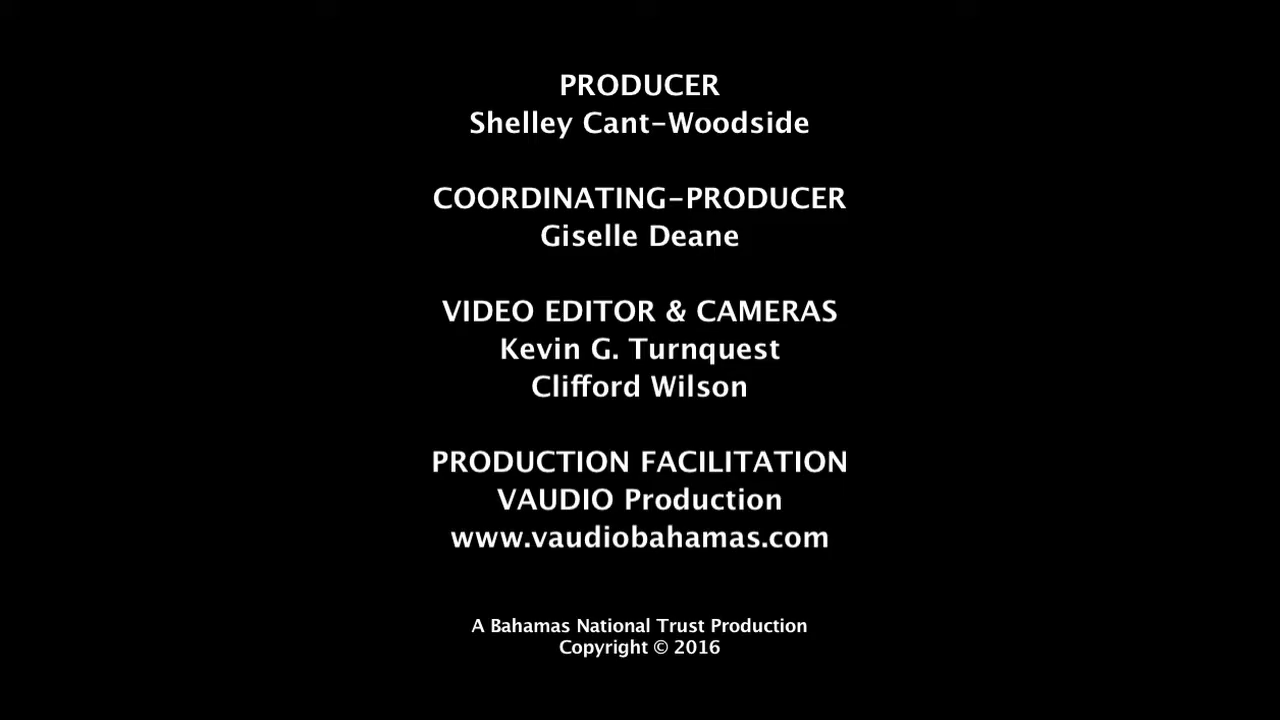 PRODUCER
Shelley Cant-Woodside
COORDINATING-PRODUCER
Giselle Deane
VIDEO EDITOR & CAMERAS
Kevin G. Turnquest
Clifford Wilson
PRODUCTION FACILITATION
VAUDIO Production
www.vaudiobahamas.com
A Bahamas National Trust Production
Copyright © 2016